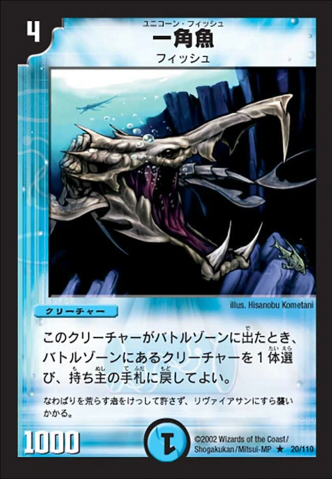 4
ユニコーン・フィッシュ
一角魚
フィッシュ
illus. Hisanobu Kometani
クリーチャー
このクリーチャーがバトルゾーンに出たとき、
バトルゾーンにあるクリーチャーを1体選
び、持ち主の手札に戻してよい。
なわばりを荒らす者をけっして許さず、リヴァイアサンにすら襲い
かかる。
1000
1
©2002 Wizards of the Coast/
Shogakukan/Mitsui-MP ★ 20/110